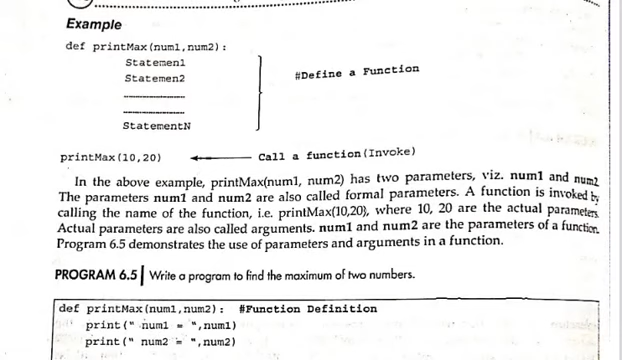 Example
def printMax(num1,num2):
Statemen1
Statemen2
#Define a Function
StatementN
printMax(10,20) Call a function(Invoke)
In the above example, printMax(num1, num2) has two parameters, viz. num1 and num2
The parameters num1 and num2 are also called formal parameters. A function is invoked by
calling the name of the function, i.e. printMax(10,20), where 10, 20 are the actual parameters.
Actual parameters are also called arguments. num1 and num2 are the parameters of a function.
Program 6.5 demonstrates the use of parameters and arguments in a function.
PROGRAM 6.5 | Write a program to find the maximum of two numbers.
def printMax(num1,num2): #Function Definition
print(" num1 = ",num1)
print(" num2 = ",num2)